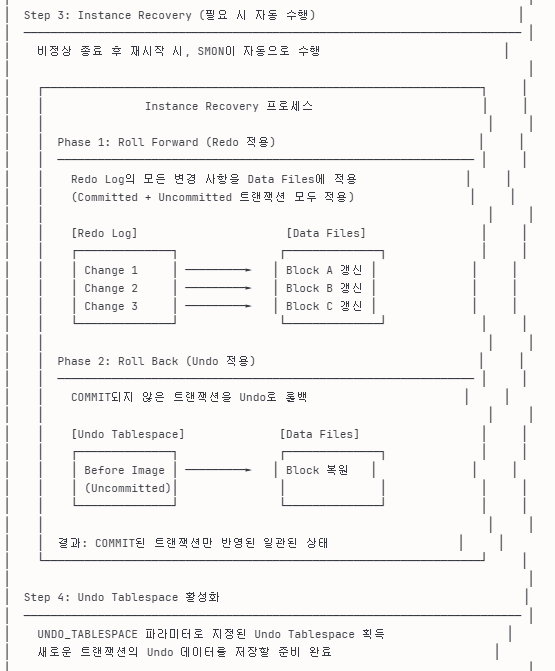 Step 3: Instance Recovery (필요 시 자동 수행)
비정상 종료 후 재시작 시, SMON이 자동으로 수행
Instance Recovery 프로세스
Phase 1: Roll Forward (Redo 적용)
Redo Log의 모든 변경 사항을 Data Files에 적용
(Committed + Uncommitted 트랜잭션 모두 적용)
[Redo Log] [Data Files]
Change 1 Block A 갱신
Change 2 Block B 갱신
Change 3 Block C 갱신
Phase 2: Roll Back (Undo 적용)
COMMIT되지 않은 트랜잭션을 Undo로 롤백
[Undo Tablespace] [Data Files]
Before Image Block 복원
(Uncommitted)
결과: COMMIT된 트랜잭션만 반영된 일관된 상태
Step 4: Undo Tablespace 활성화
UNDO_TABLESPACE 파라미터로 지정된 Undo Tablespace 획득
새로운 트랜잭션의 Undo 데이터를 저장할 준비 완료